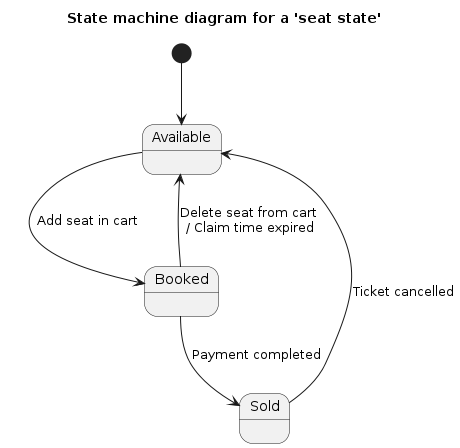 State machine diagram for a 'seat state'
Available
Add seat in cart
Delete seat from cart
/ Claim time expired
Booked
Ticket cancelled
Payment completed
Sold